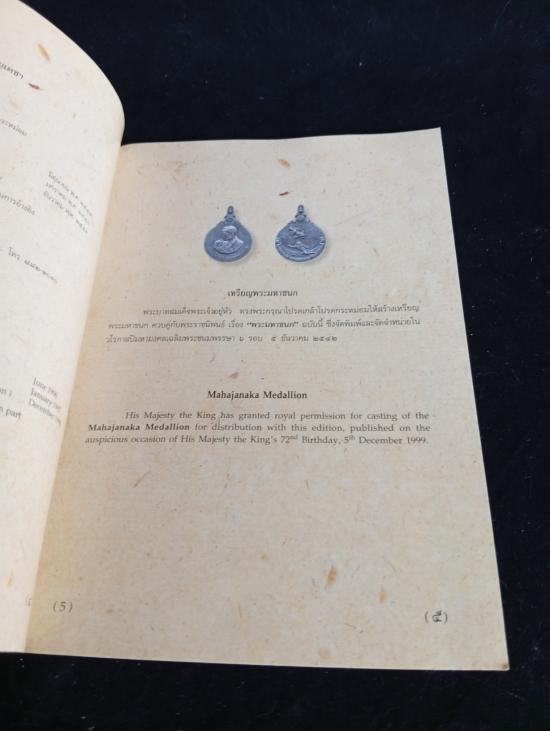 June 1996
January 1997
December 1999
n part
(5)
เหรียญพระมหาชนก
พระบาทสมเด็จพระเจ้าอยู่หัว ทรงพระกรุณาโปรดเกล้าโปรดกระหม่อมให้สร้างเหรียญ
พระมหาชนก ควบคู่กับพระราชนิพนธ์ เรื่อง "พระมหาชนก" ฉบับนี้ ซึ่งจัดพิมพ์และจัดจำหน่ายใน
วโรกาสปีมหามงคลเฉลิมพระชนมพรรษา ๖ รอบ ๕ ธันวาคม ๒๕๔๒
Mahajanaka Medallion
His Majesty the King has granted royal permission for casting of the
Mahajanaka Medallion for distribution with this edition, published on the
auspicious occasion of His Majesty the King's 72nd Birthday, 5th December 1999.
(๕)